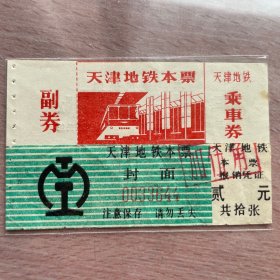 天津地铁本票
副券
天津地铁
乘車券
天津地铁本票
封面
注意保存 请勿丢失
天津地铁
本票
报销凭证
贰元
共拾张